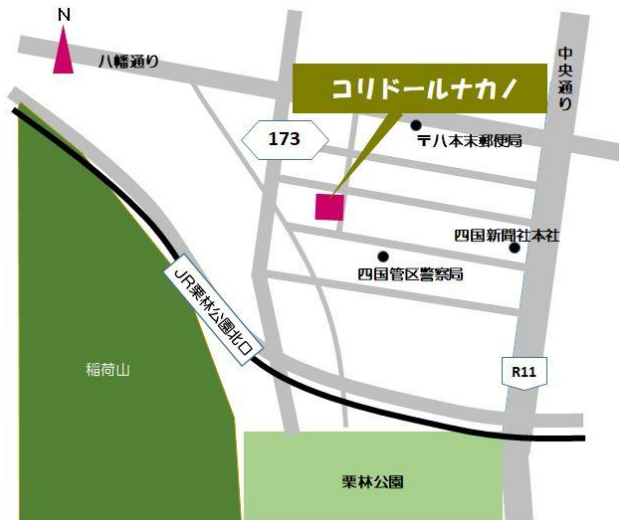 N
八幡通り
中央通り
コリドールナカノ
173
〒八本末郵便局
四国新聞社本社
四国管区警察局
JR栗林公園北口
稲荷山
R11
栗林公園